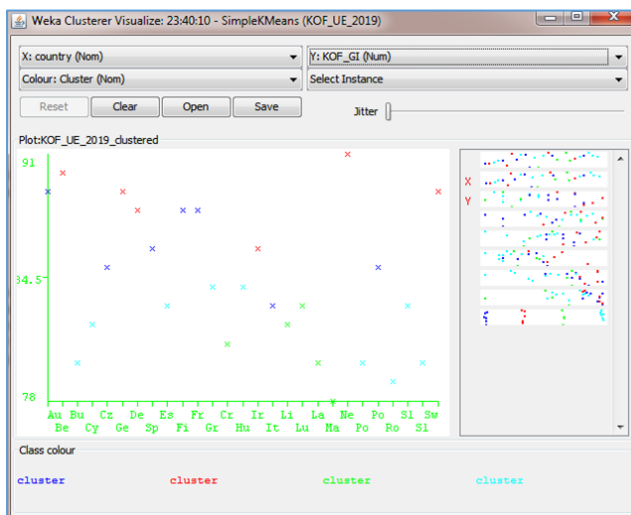 Weka Clusterer Visualize: 23:40:10 - SimpleKMeans (KOF_UE_2019)
X: country (Nom) Y: KOF_GI (Num)
Colour: Cluster (Nom) Select Instance
Reset Clear Open Save Jitter
Plot:KOF_UE_2019_clustered
91
X
Y
34.5
78
Au Bu Cz De Es Fr Cr Ir Li La Ne Ro Sl
Be Cy Ge Sp Fi Gr Hu It Lu Ma Po Sl Sw
Class colour
cluster cluster cluster cluster